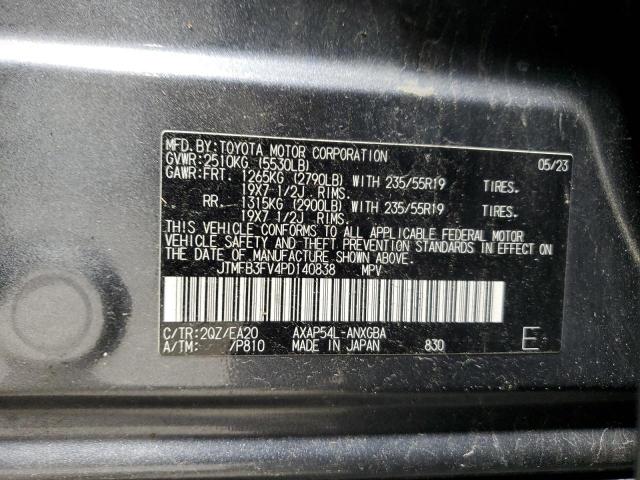 MFD. BY: TOYOTA MOTOR CORPORATION 05/23
GVWR: 2510KG (5530LB)
GAWR: FRT. 1265KG (2790LB) WITH 235/55R19 TIRES.
19X7 1/2J RIMS.
RR. 1315KG (2900LB) WITH 235/55R19 TIRES.
19X7 1/2J RIMS.
THIS VEHICLE CONFORMS TO ALL APPLICABLE FEDERAL MOTOR
VEHICLE SAFETY AND THEFT PREVENTION STANDARDS IN EFFECT ON
THE DATE OF MANUFACTURE SHOWN ABOVE.
JTMFB3FV4PD140838 MPV
C/TR: 2QZ/EA20 AXAP54L-ANXGBA
A/TM: /P810 MADE IN JAPAN 830 E